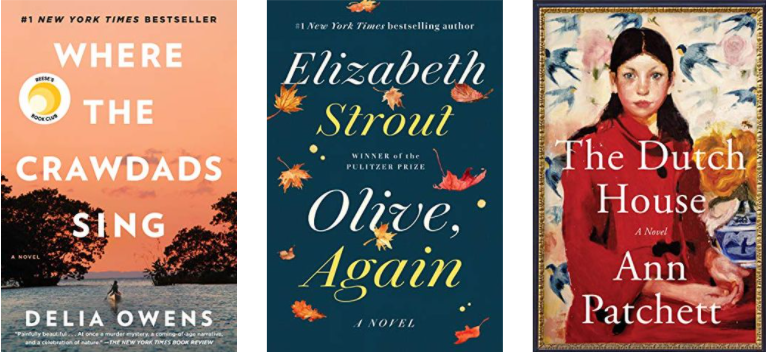 #1 NEW YORK TIMES BESTSELLER
WHERE
THE
CRAWDADS
SING
REESE'S
BOOK CLUB
A NOVEL
DELIA OWENS
"Painfully beautiful . . . At once a murder mystery, a coming-of-age narrative,
and a celebration of nature." —THE NEW YORK TIMES BOOK REVIEW
#1 New York Times bestselling author
Elizabeth
Strout
WINNER of the
PULITZER PRIZE
Olive,
Again
A NOVEL
The Dutch
House
A Novel
Ann
Patchett